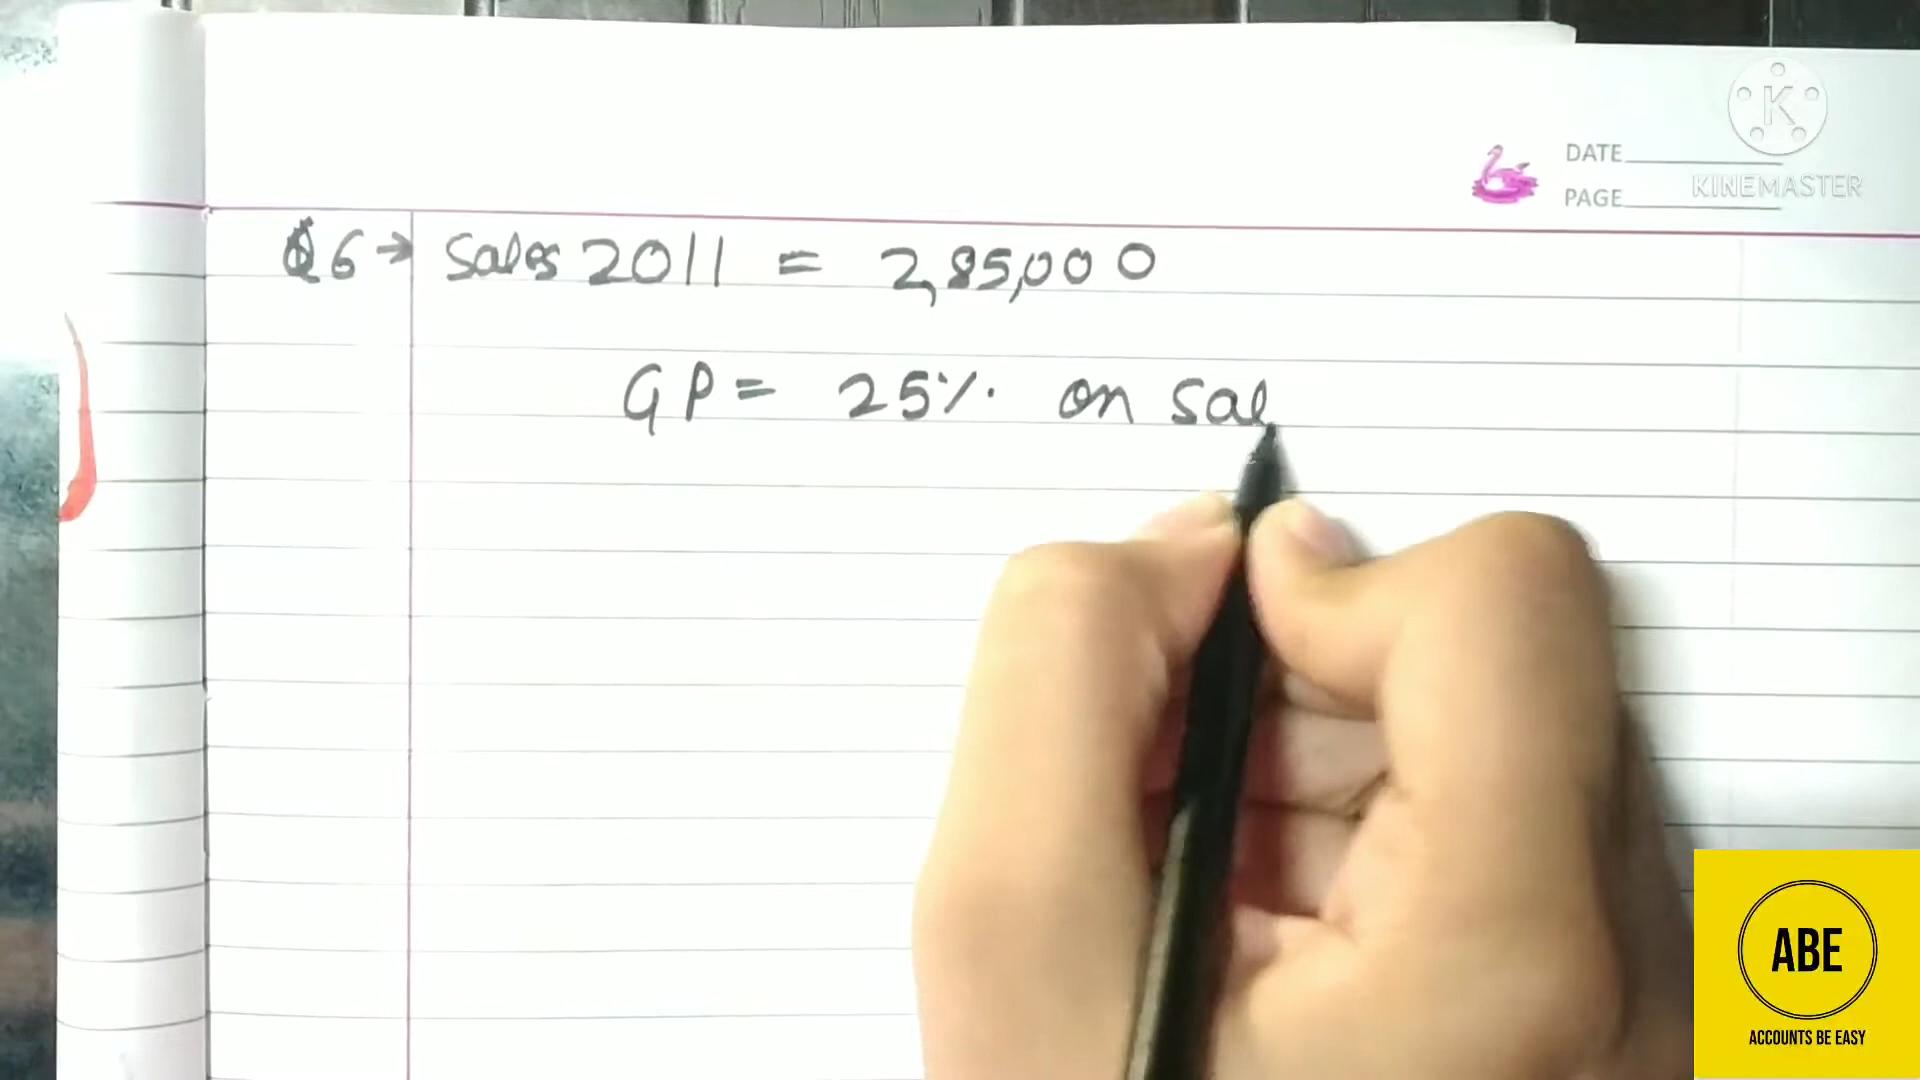 DATE
PAGE
KINEMASTER
Q6→ Sales 2011 = 2,85,000
GP = 25% on sal
ABE
ACCOUNTS BE EASY